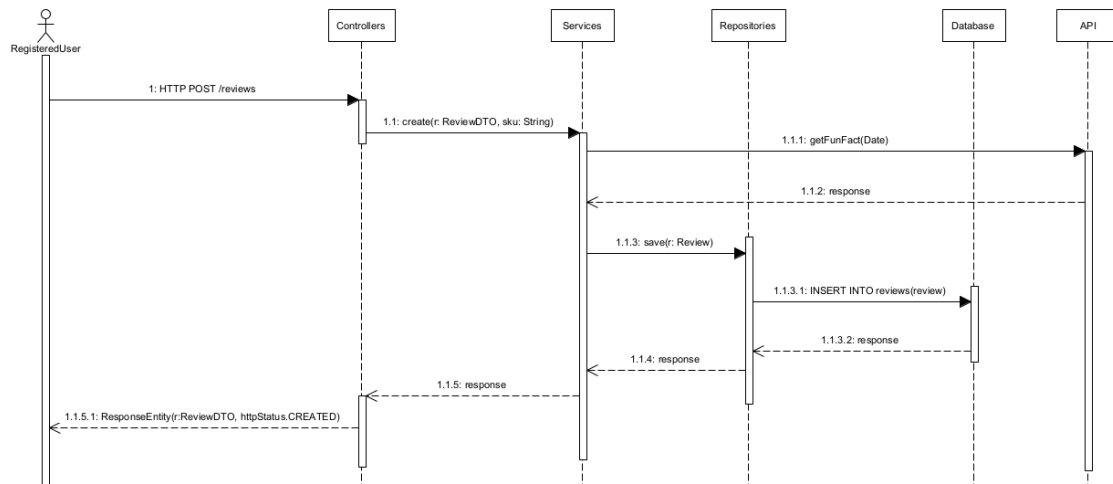 RegisteredUser
Controllers
Services
Repositories
Database
API
1: HTTP POST /reviews
1.1: create(r: ReviewDTO, sku: String)
1.1.1: getFunFact(Date)
1.1.2: response
1.1.3: save(r: Review)
1.1.3.1: INSERT INTO reviews(review)
1.1.3.2: response
1.1.4: response
1.1.5: response
1.1.5.1: ResponseEntity(r:ReviewDTO, httpStatus.CREATED)